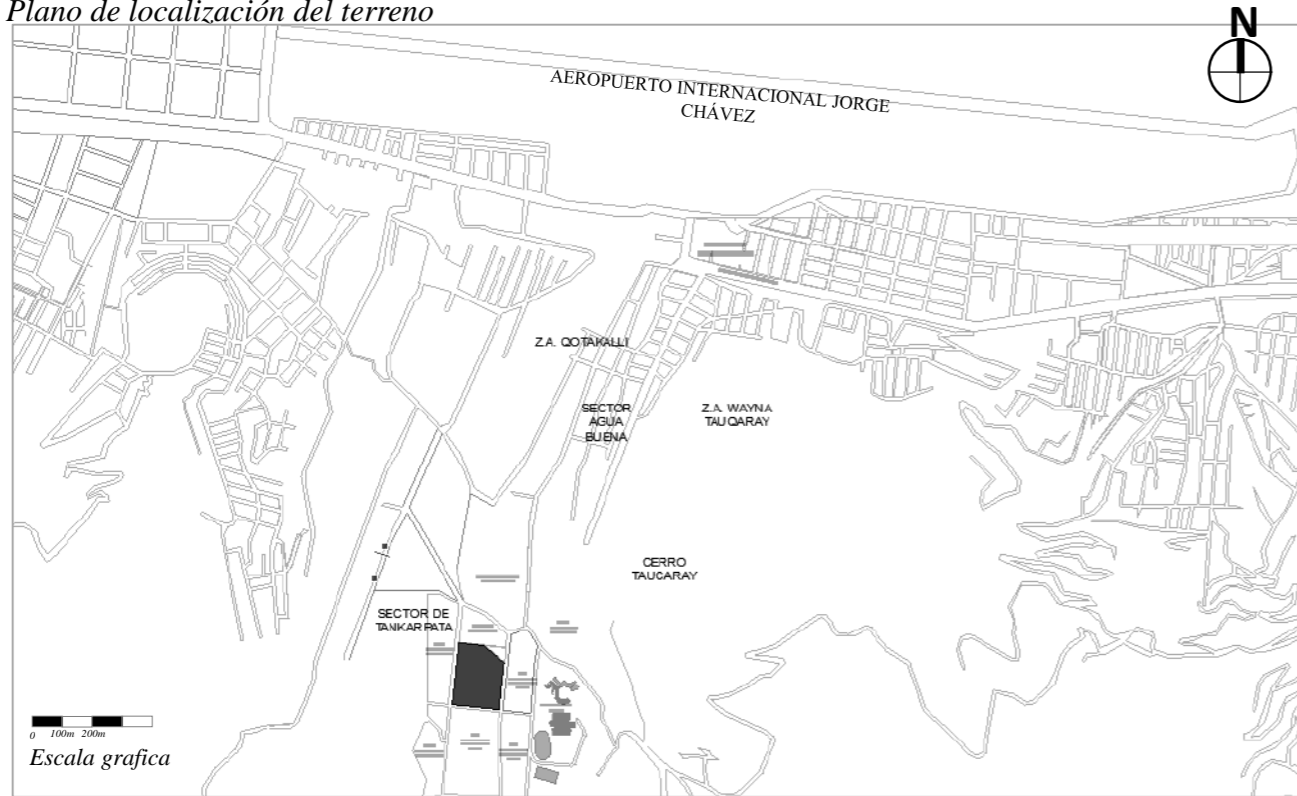 Plano de localización del terreno
N
AEROPUERTO INTERNACIONAL JORGE
CHÁVEZ
Z.A. QOTAKALLI
SECTOR
AGUA
BUENA
Z.A. WAYNA
TAUQARAY
CERRO
TAUCARAY
SECTOR DE
TANKARPATA
0 100m 200m
Escala grafica